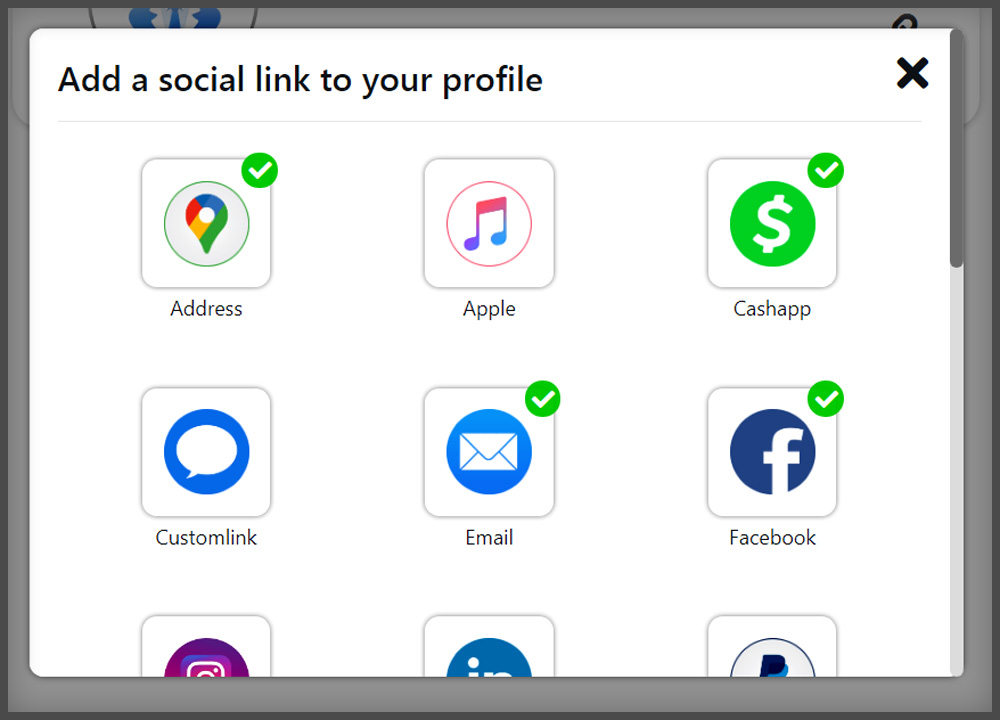 Add a social link to your profile
Address
Apple
Cashapp
Customlink
Email
Facebook